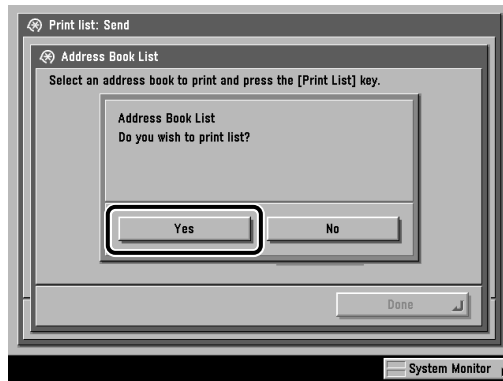 Print list: Send
Address Book List
Select an address book to print and press the [Print List] key.
Address Book List
Do you wish to print list?
Yes
No
Done
System Monitor